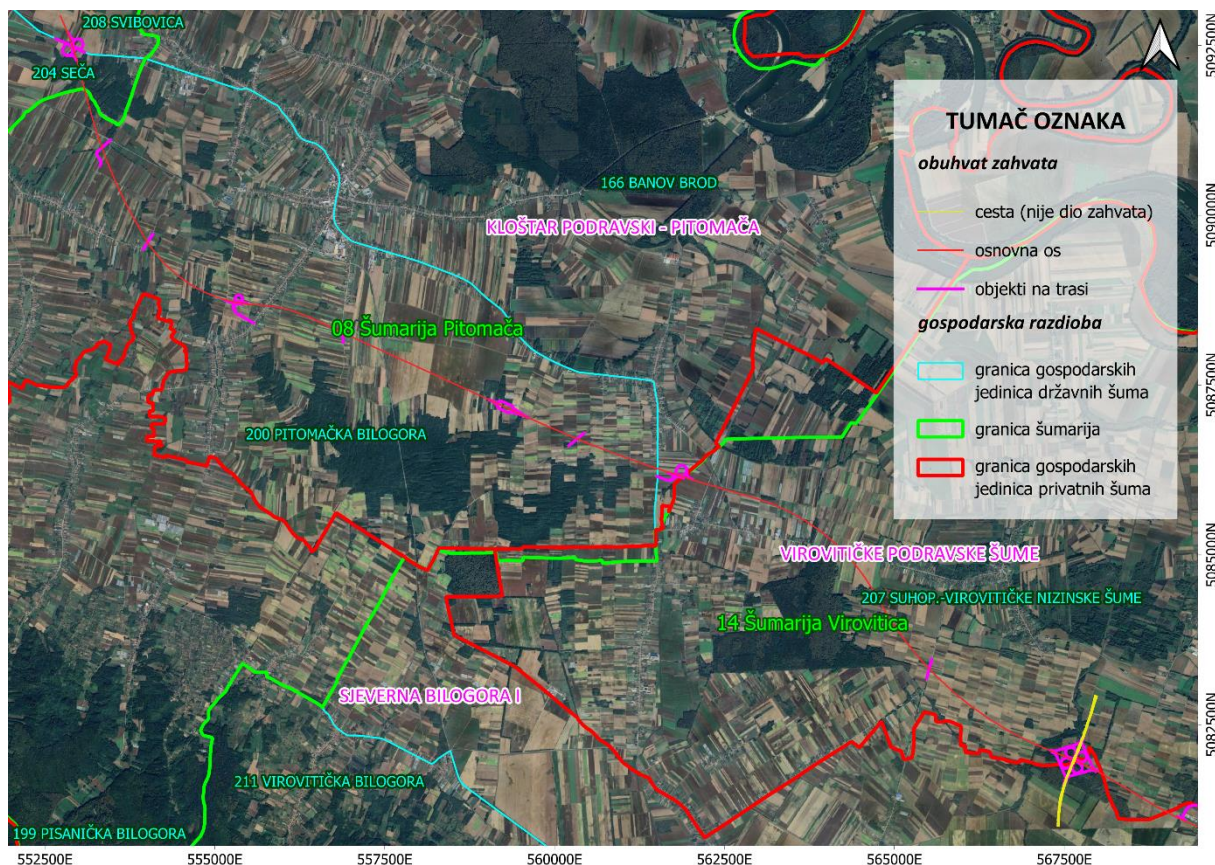 208 SVIBOVICA
204 SEČA
166 BANOV BROD
KLOŠTAR PODRAVSKI - PITOMAČA
08 Šumarija Pitomača
200 PITOMAČKA BILOGORA
VIROVITIČKE PODRAVSKE ŠUME
207 SUHOP.-VIROVITIČKE NIZINSKE ŠUME
14 Šumarija Virovitica
SJEVERNA BILOGORA I
211 VIROVITIČKA BILOGORA
199 PISANIČKA BILOGORA
TUMAČ OZNAKA
obuhvat zahvata
cesta (nije dio zahvata)
osnovna os
objekti na trasi
gospodarska razdioba
granica gospodarskih
jedinica državnih šuma
granica šumarija
granica gospodarskih
jedinica privatnih šuma
5092500N
5090000N
5087500N
5085000N
5082500N
552500E
555000E
557500E
560000E
562500E
565000E
567500E